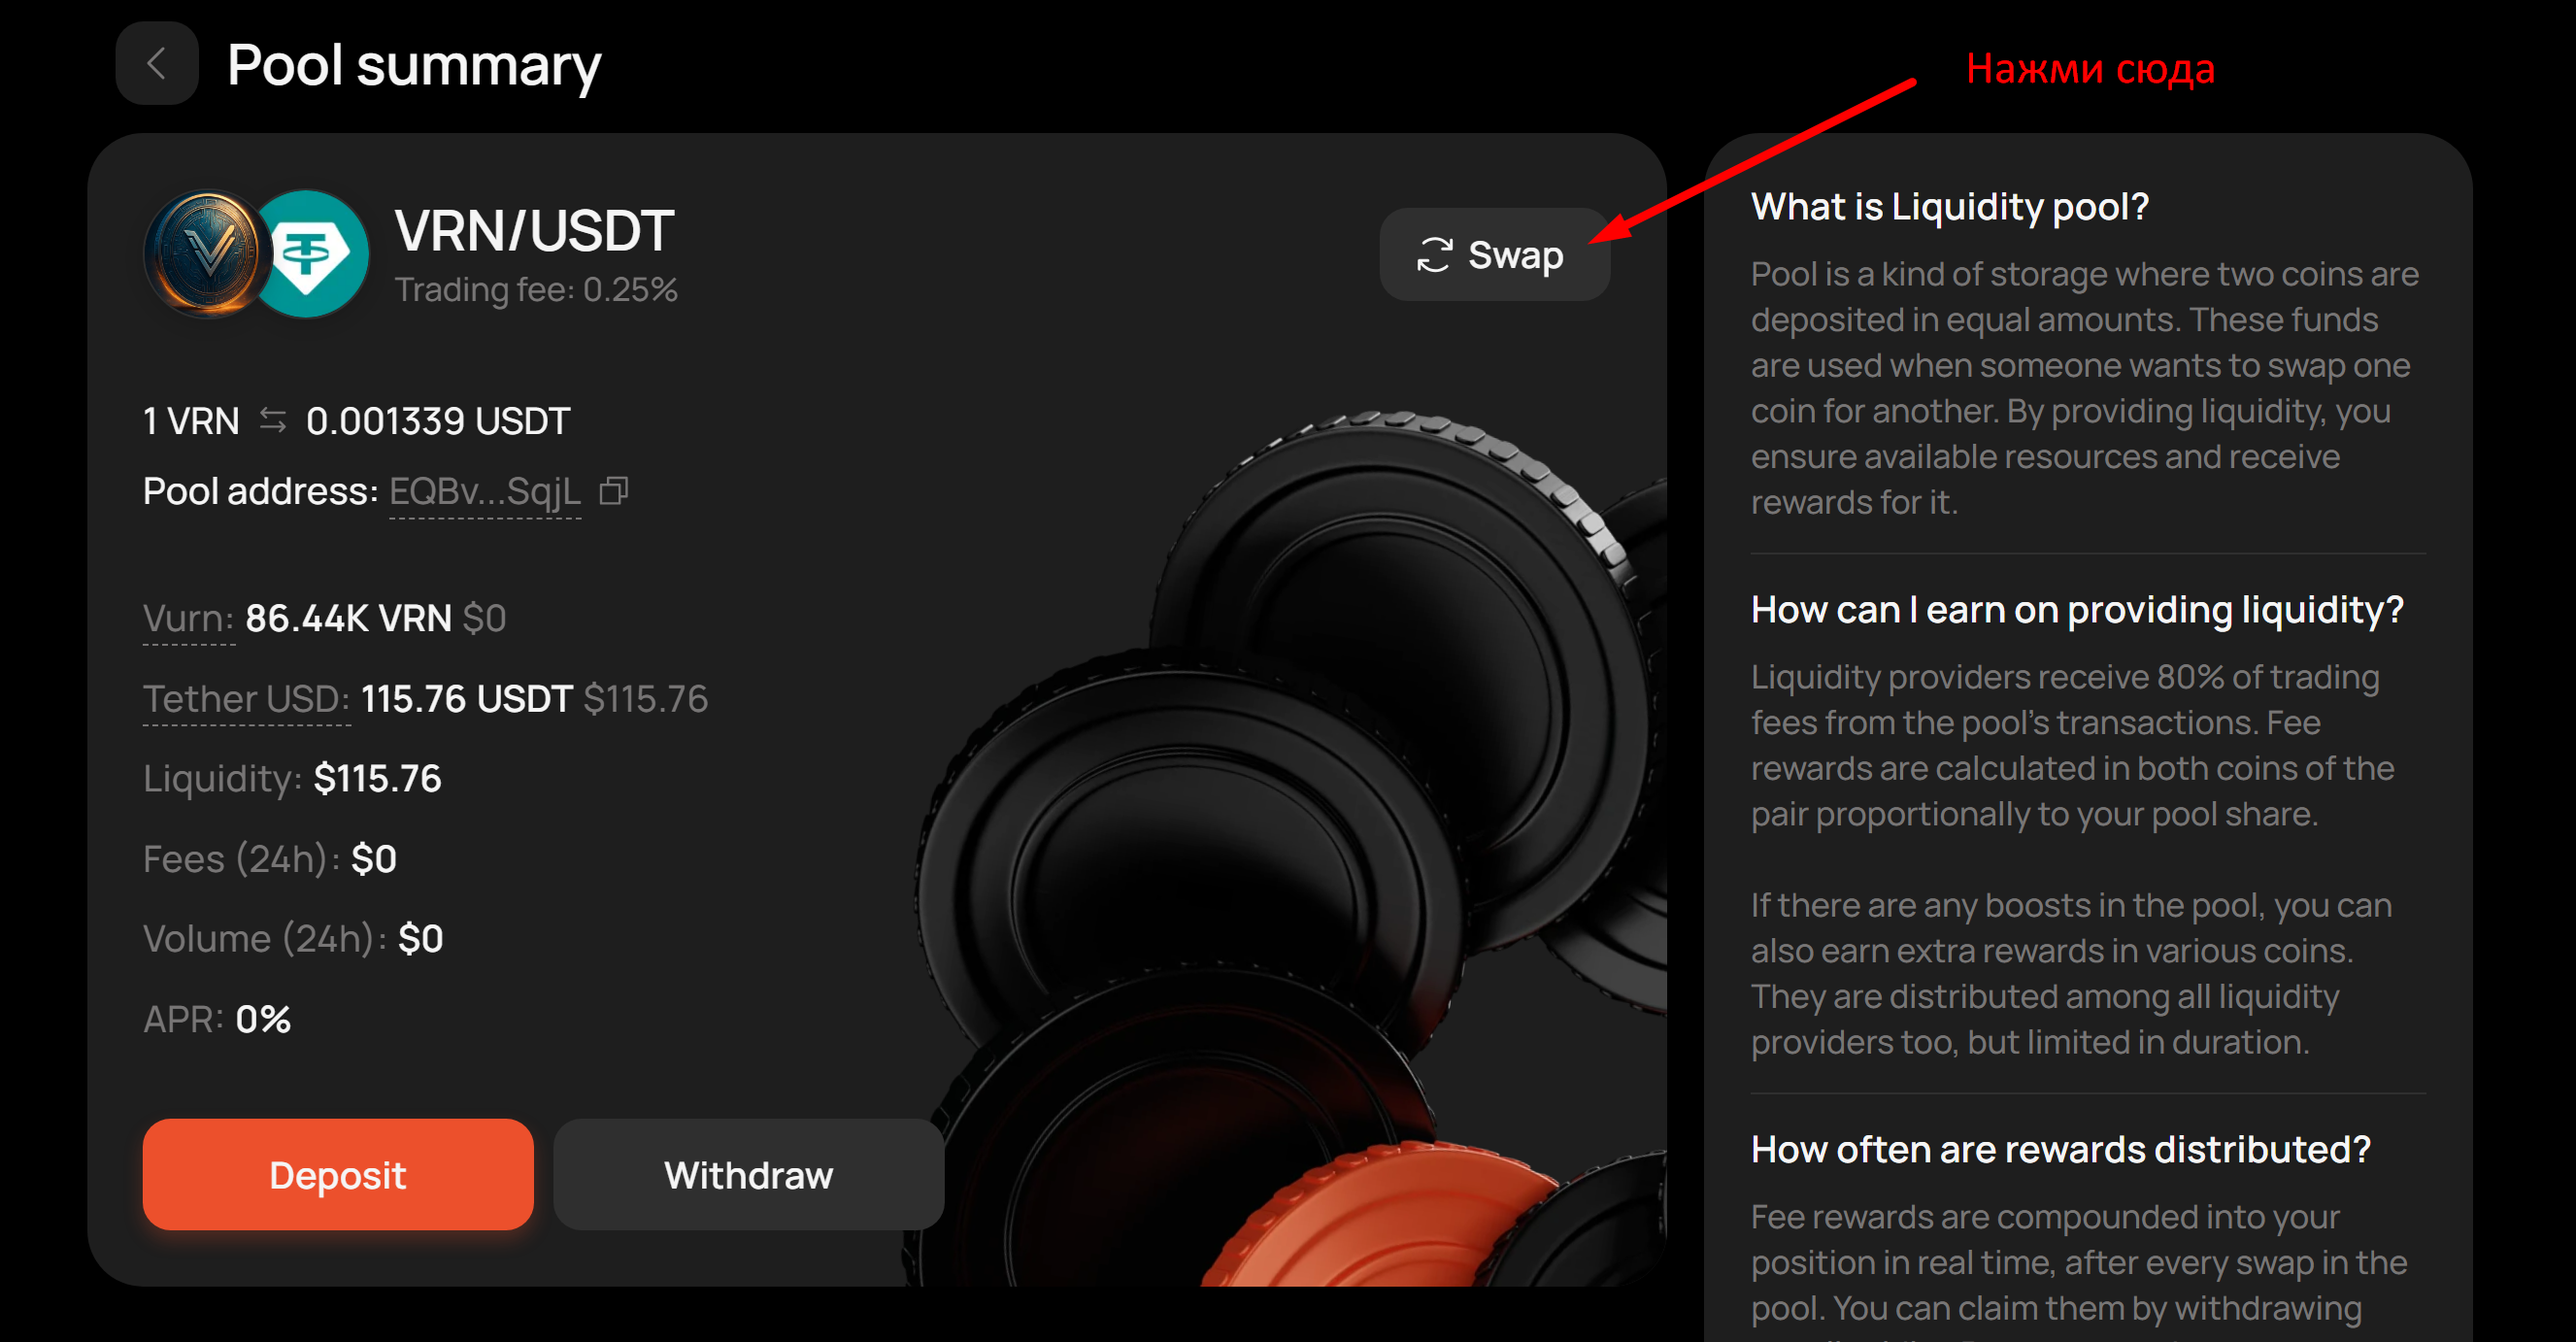 Pool summary
Нажми сюда
VRN/USDT
Trading fee: 0.25%
Swap
1 VRN ⇆ 0.001339 USDT
Pool address: EQBv...SqjL
Vurn: 86.44K VRN $0
Tether USD: 115.76 USDT $115.76
Liquidity: $115.76
Fees (24h): $0
Volume (24h): $0
APR: 0%
Deposit
Withdraw
What is Liquidity pool?
Pool is a kind of storage where two coins are
deposited in equal amounts. These funds
are used when someone wants to swap one
coin for another. By providing liquidity, you
ensure available resources and receive
rewards for it.
How can I earn on providing liquidity?
Liquidity providers receive 80% of trading
fees from the pool's transactions. Fee
rewards are calculated in both coins of the
pair proportionally to your pool share.
If there are any boosts in the pool, you can
also earn extra rewards in various coins.
They are distributed among all liquidity
providers too, but limited in duration.
How often are rewards distributed?
Fee rewards are compounded into your
position in real time, after every swap in the
pool. You can claim them by withdrawing